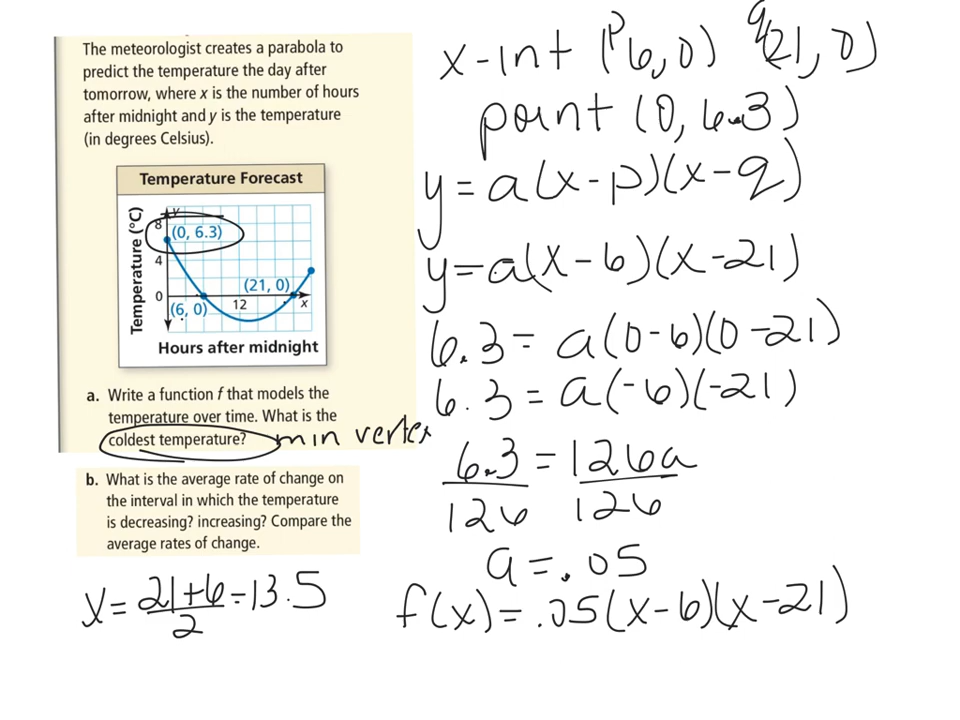 The meteorologist creates a parabola to
predict the temperature the day after
tomorrow, where x is the number of hours
after midnight and y is the temperature
(in degrees Celsius).
Temperature Forecast
Temperature (°C)
y
8
(0, 6.3)
4
(21, 0)
0
(6, 0)
12
x
Hours after midnight
a. Write a function f that models the
temperature over time. What is the
coldest temperature? min vertex
b. What is the average rate of change on
the interval in which the temperature
is decreasing? increasing? Compare the
average rates of change.
x = 21+6/2 = 13.5
x-int (6,0) (21,0)
p q
point (0, 6.3)
y = a(x-p)(x-q)
y = a(x-6)(x-21)
6.3 = a(0-6)(0-21)
6.3 = a(-6)(-21)
6.3 = 126a
126 126
a = .05
f(x) = .05(x-6)(x-21)